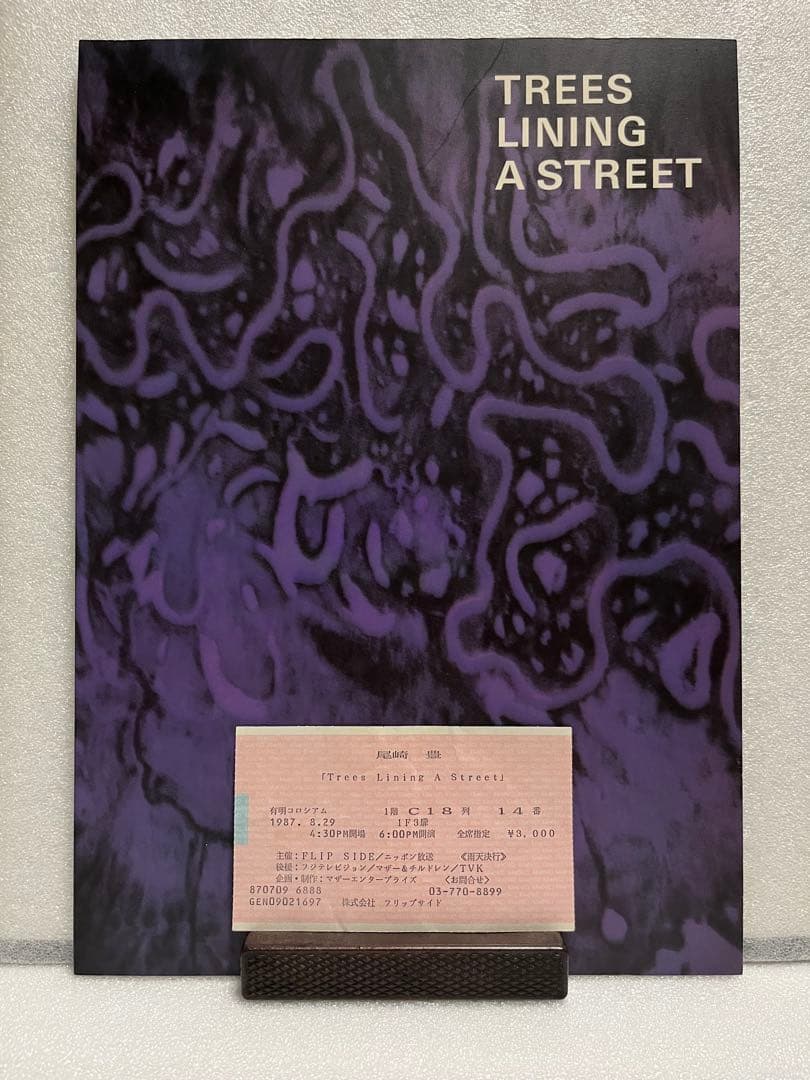 TREES
LINING
A STREET
尾崎 豊
「Trees Lining A Street」
有明コロシアム 1階 C18 列 14 番
1987. 8.29 1F3扉
4:30PM開場 6:00PM開演 全席指定 ¥3,000
主催:FLIP SIDE/ニッポン放送 《雨天決行》
後援:フジテレビジョン/マザー&チルドレン/TVK
企画・制作:マザーエンタープライズ 〈お問合せ〉
870709 6888 03-770-8899
GEN09021697 株式会社 フリップサイド